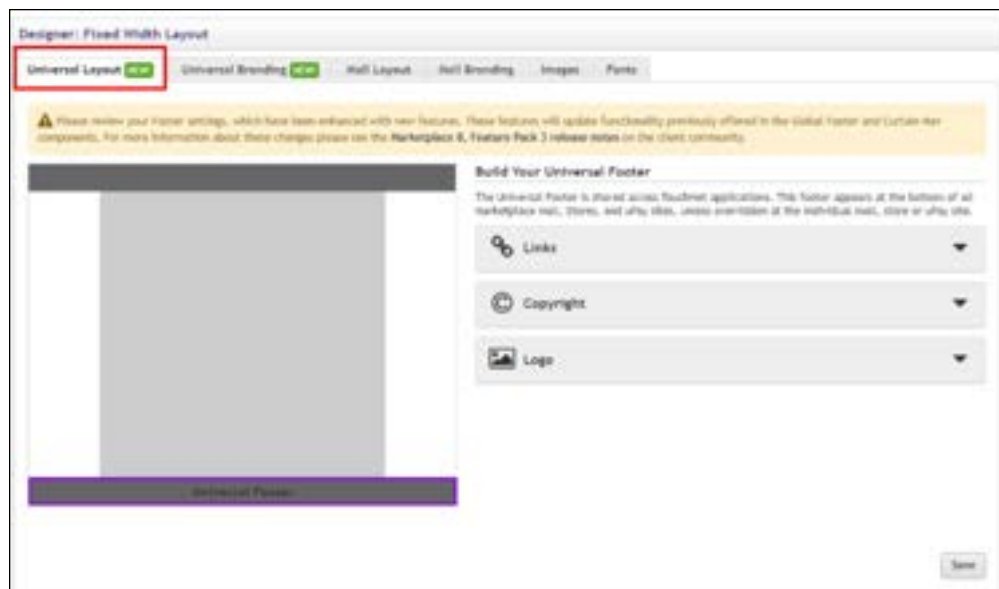 Designer: Fixed Width Layout
Universal Layout NEW Universal Branding NEW Mall Layout Mall Branding Images Fonts
Please review your Footer settings, which have been enhanced with new features. These features will update functionality previously offered in the Global Footer and Curtain Nav
components. For more information about these changes please see the Marketplace 8, Feature Pack 3 release notes on the client community.
Build Your Universal Footer
The Universal Footer is shared across TouchNet applications. This footer appears at the bottom of all
Marketplace mall, Stores, and uPay sites, unless overridden at the individual mall, store or uPay site.
Links
Copyright
Logo
Universal Footer
Save